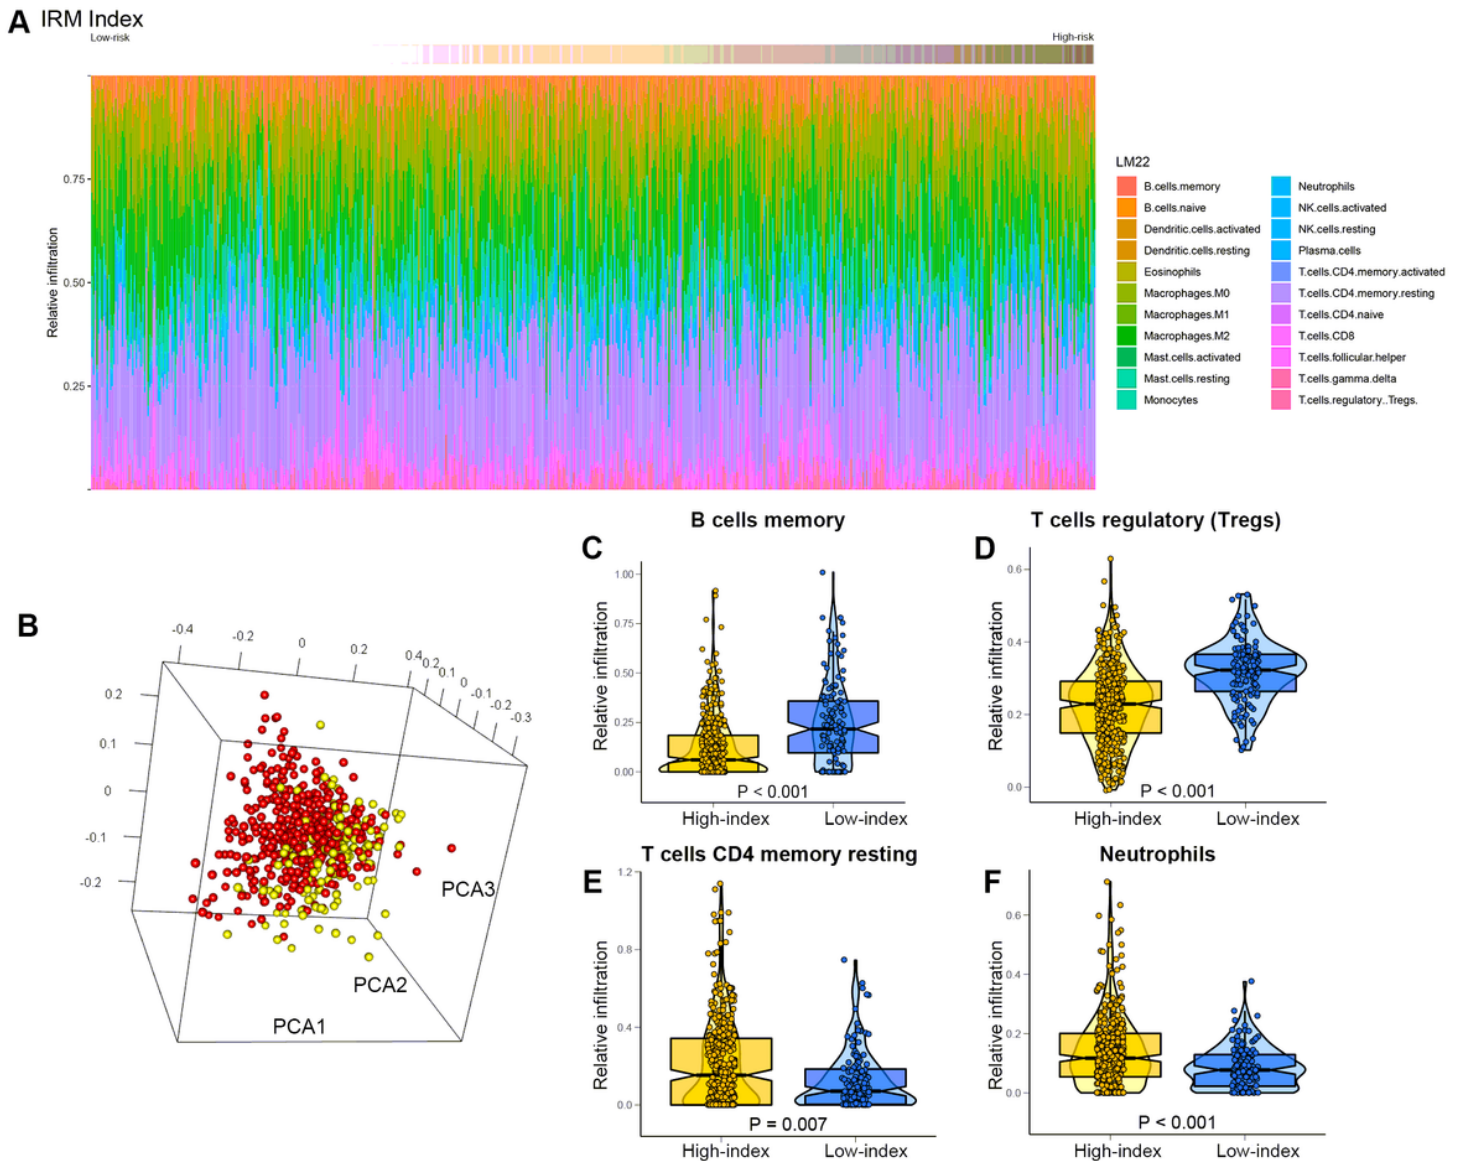 A IRM Index
Low-risk
High-risk
Relative infiltration
0.75
0.50
0.25
LM22
B.cells.memory
B.cells.naive
Dendritic.cells.activated
Dendritic.cells.resting
Eosinophils
Macrophages.M0
Macrophages.M1
Macrophages.M2
Mast.cells.activated
Mast.cells.resting
Monocytes
Neutrophils
NK.cells.activated
NK.cells.resting
Plasma.cells
T.cells.CD4.memory.activated
T.cells.CD4.memory.resting
T.cells.CD4.naive
T.cells.CD8
T.cells.follicular.helper
T.cells.gamma.delta
T.cells.regulatory..Tregs.
B
-0.4 -0.2 0 0.2 0.4
0.2 0.1 0 -0.1 -0.2 -0.3
0.2
0.1
0
-0.1
-0.2
PCA3
PCA2
PCA1
B cells memory
C
Relative infiltration
1.00
0.75
0.50
0.25
0.00
P < 0.001
High-index Low-index
T cells regulatory (Tregs)
D
Relative infiltration
0.6
0.4
0.2
0.0
P < 0.001
High-index Low-index
T cells CD4 memory resting
E
Relative infiltration
1.2
0.8
0.4
0.0
P = 0.007
High-index Low-index
Neutrophils
F
Relative infiltration
0.6
0.4
0.2
0.0
P < 0.001
High-index Low-index